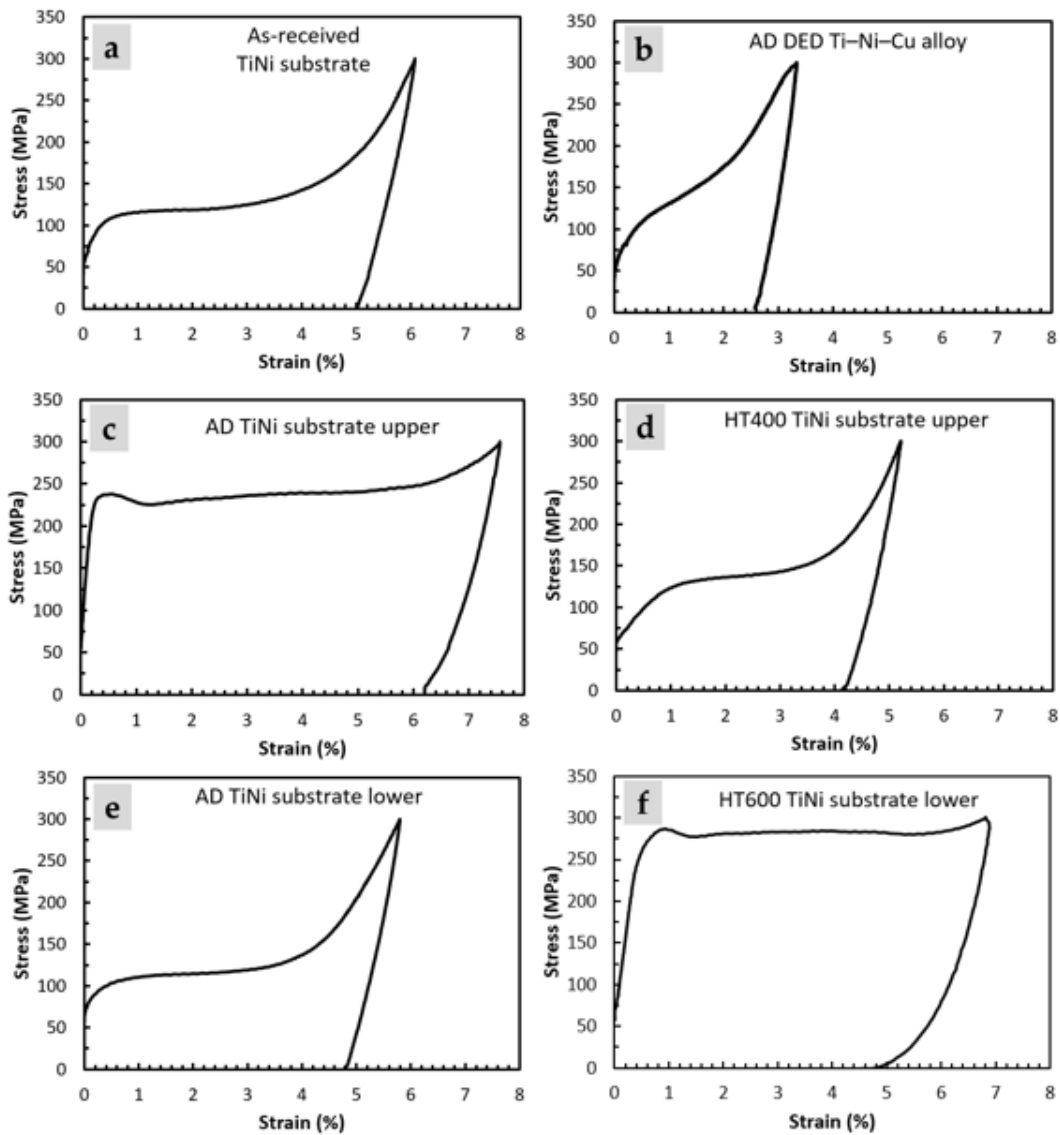 a
As-received
TiNi substrate
Stress (MPa)
350
300
250
200
150
100
50
0
0 1 2 3 4 5 6 7 8
Strain (%)
b
AD DED Ti–Ni–Cu alloy
Stress (MPa)
350
300
250
200
150
100
50
0
0 1 2 3 4 5 6 7 8
Strain (%)
c
AD TiNi substrate upper
Stress (MPa)
350
300
250
200
150
100
50
0
0 1 2 3 4 5 6 7 8
Strain (%)
d
HT400 TiNi substrate upper
Stress (MPa)
350
300
250
200
150
100
50
0
0 1 2 3 4 5 6 7 8
Strain (%)
e
AD TiNi substrate lower
Stress (MPa)
350
300
250
200
150
100
50
0
0 1 2 3 4 5 6 7 8
Strain (%)
f
HT600 TiNi substrate lower
Stress (MPa)
350
300
250
200
150
100
50
0
0 1 2 3 4 5 6 7 8
Strain (%)